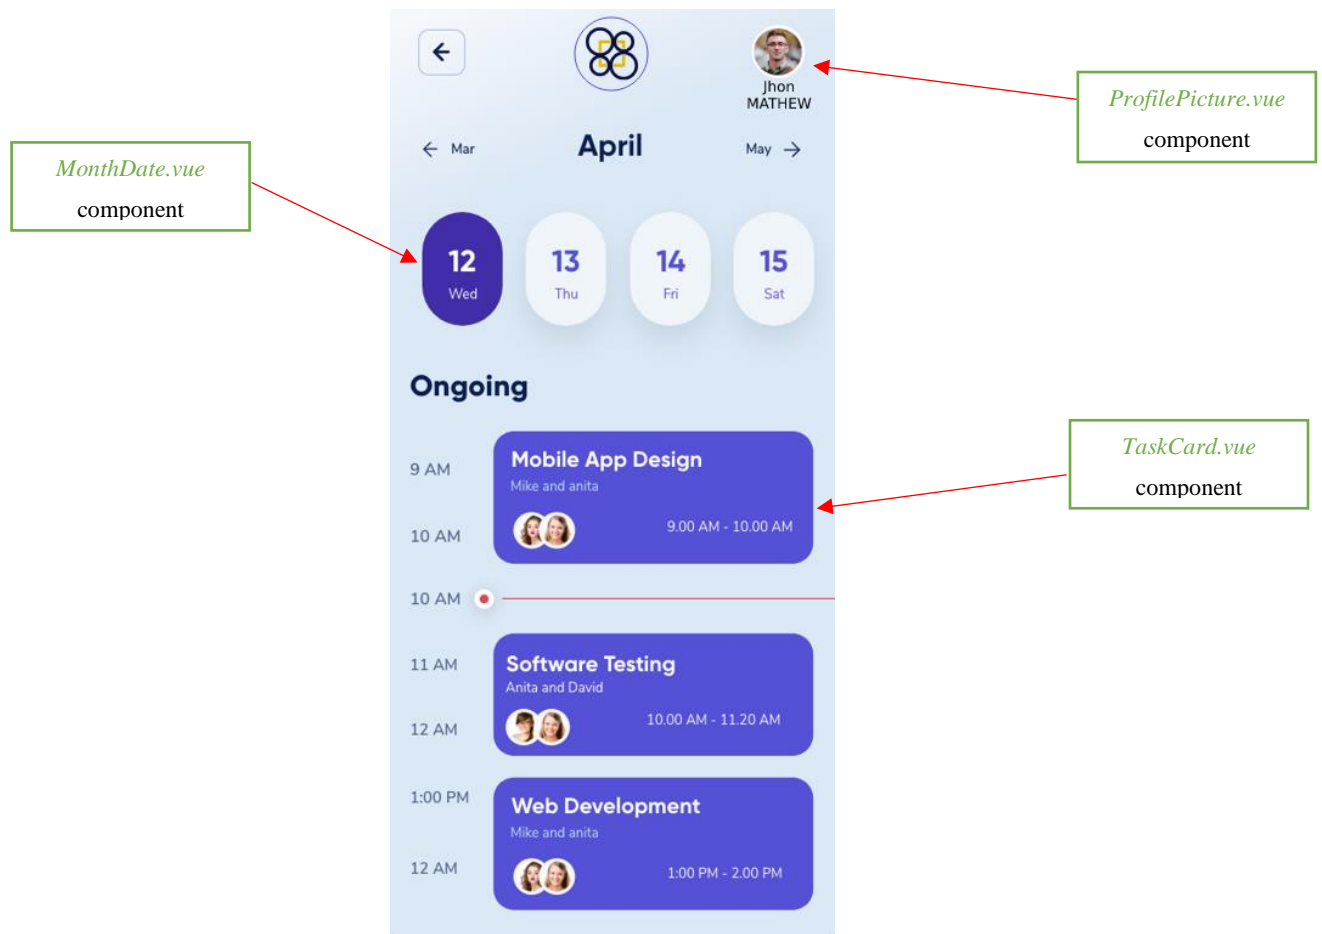 Jhon
MATHEW
ProfilePicture.vue
component
← Mar
April
May →
MonthDate.vue
component
12
Wed
13
Thu
14
Fri
15
Sat
Ongoing
9 AM
10 AM
Mobile App Design
Mike and anita
9.00 AM - 10.00 AM
TaskCard.vue
component
10 AM
11 AM
12 AM
Software Testing
Anita and David
10.00 AM - 11.20 AM
1:00 PM
12 AM
Web Development
Mike and anita
1:00 PM - 2.00 PM